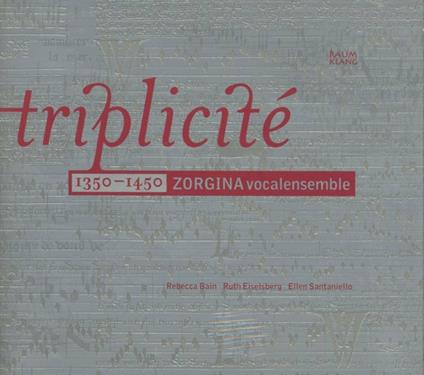 RAUM
KLANG
triplicité
1350–1450 ZORGINA vocalensemble
Rebecca Bain Ruth Eiselsberg Ellen Santaniello